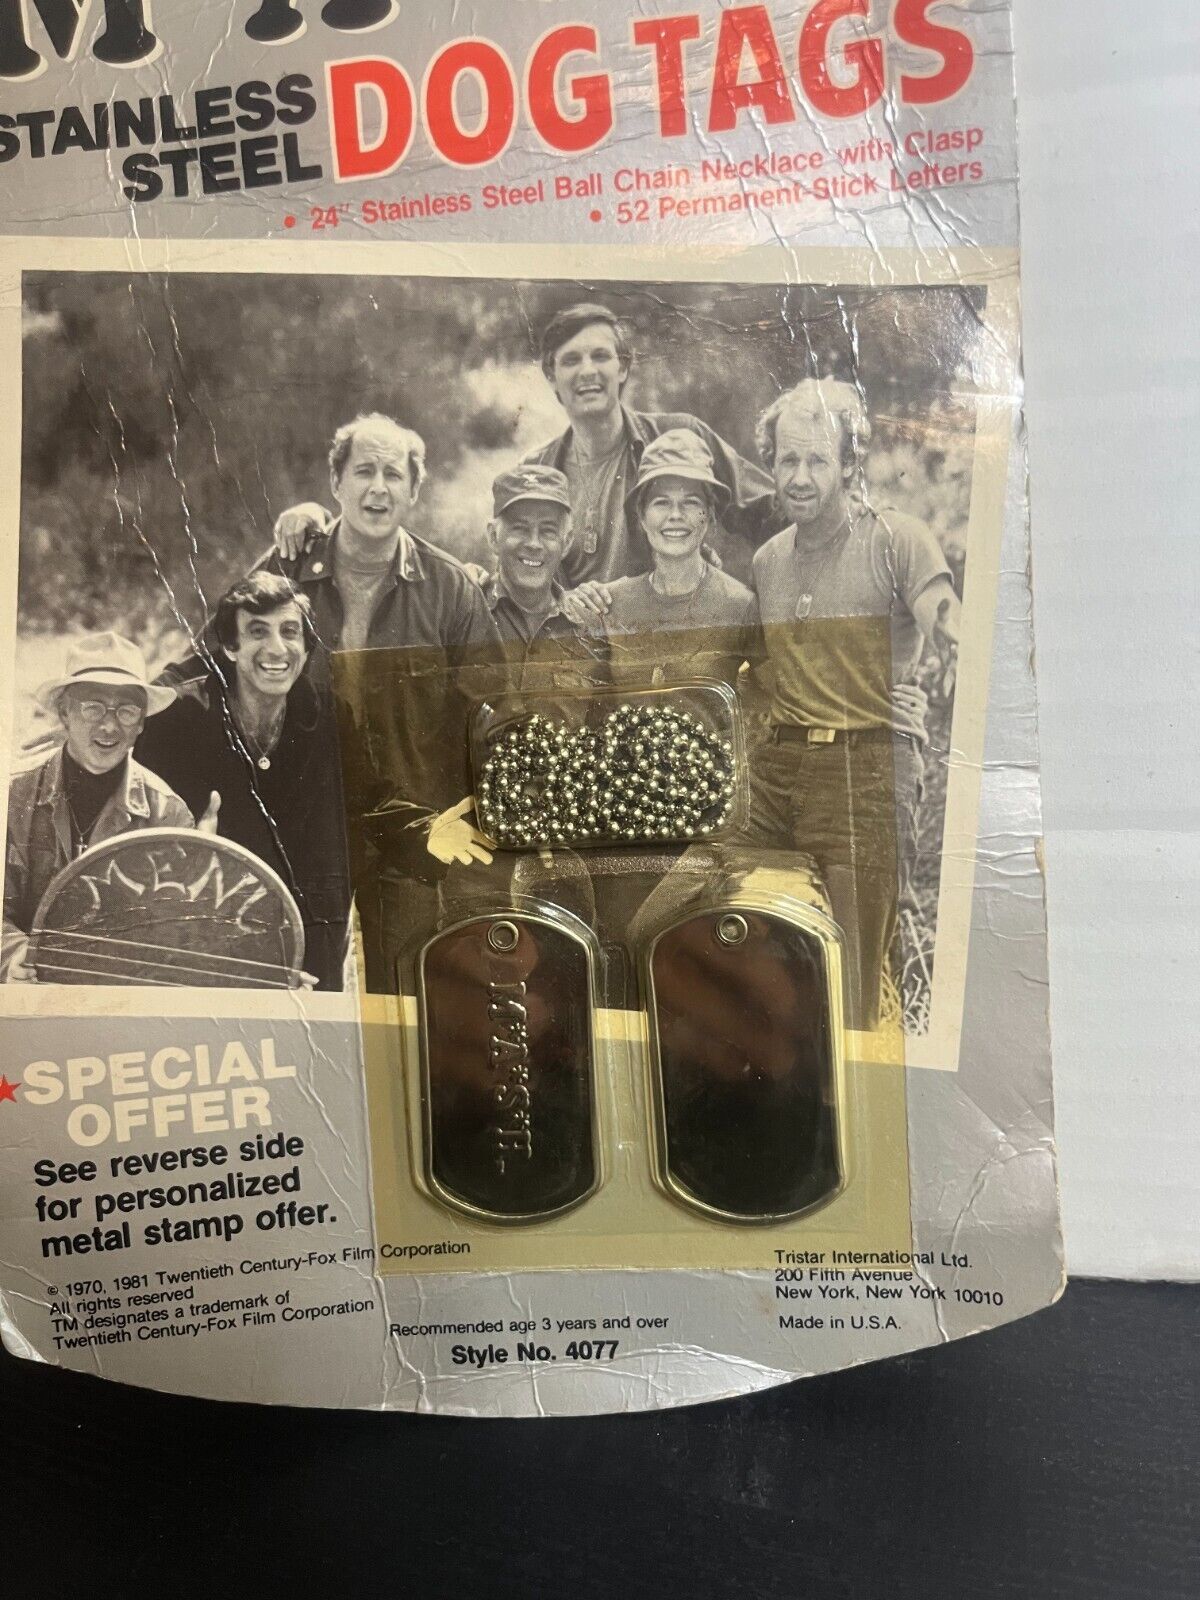 M*A*
STAINLESS
STEEL
DOG TAGS
• 24" Stainless Steel Ball Chain Necklace with Clasp
• 52 Permanent-Stick Letters
MENU
M*A*S*H
SPECIAL
OFFER
See reverse side
for personalized
metal stamp offer.
© 1970, 1981 Twentieth Century-Fox Film Corporation
All rights reserved
TM designates a trademark of
Twentieth Century-Fox Film Corporation
Recommended age 3 years and over
Style No. 4077
Tristar International Ltd.
200 Fifth Avenue
New York, New York 10010
Made in U.S.A.